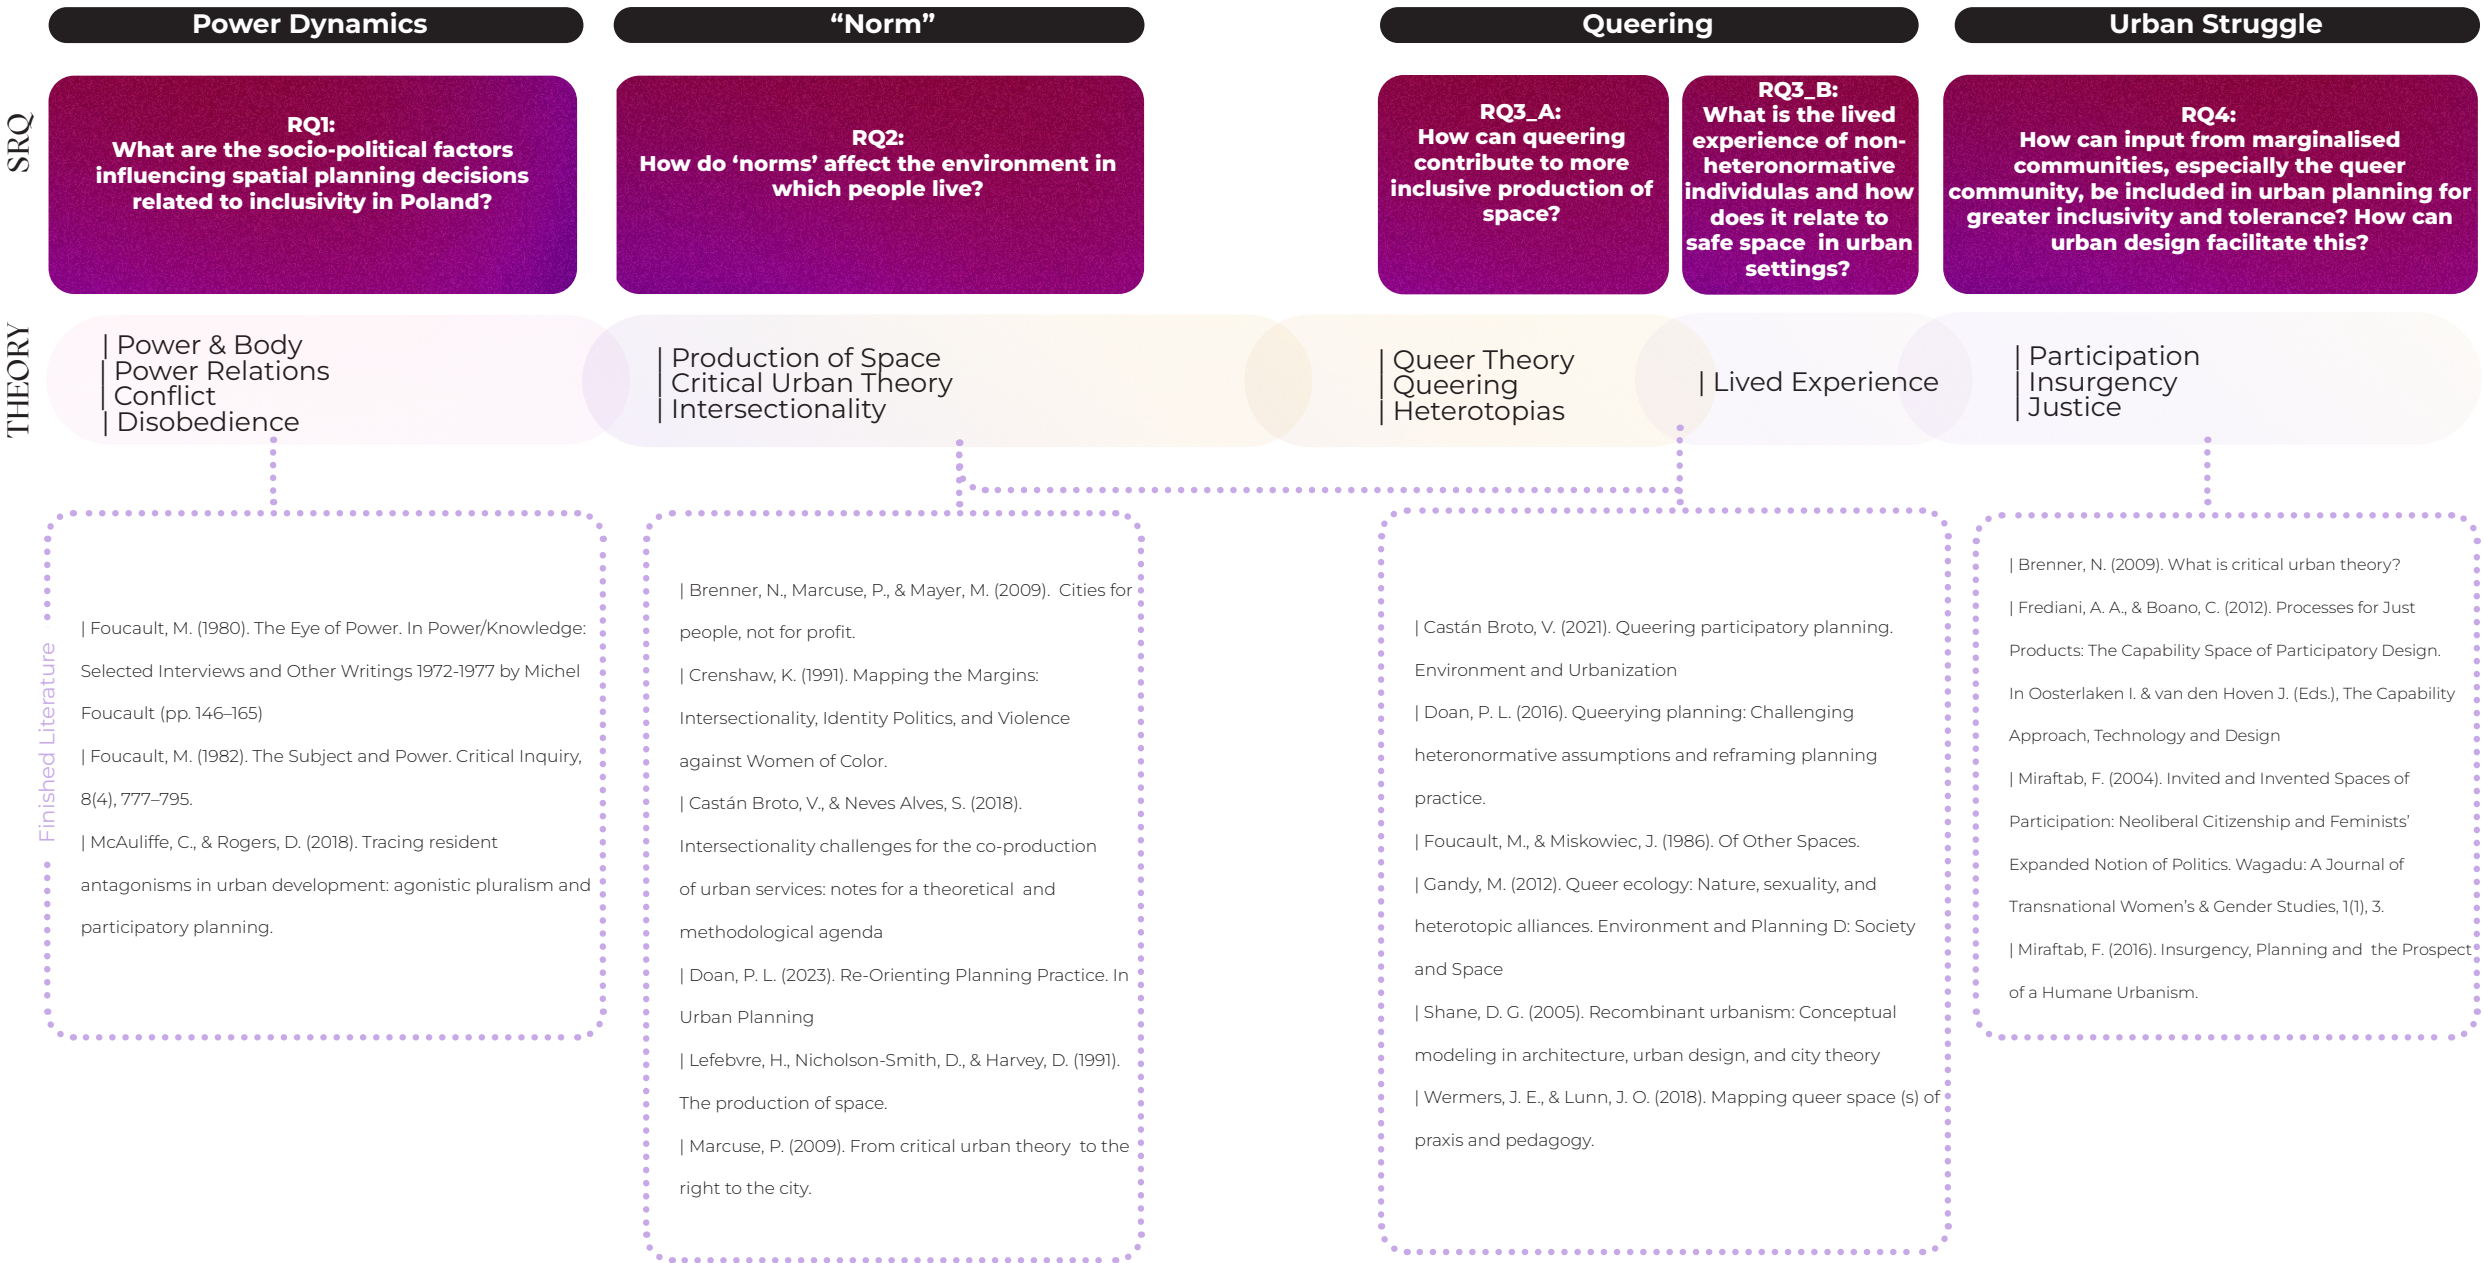 Power Dynamics
“Norm”
Queering
Urban Struggle
SRQ
RQ1:
What are the socio-political factors
influencing spatial planning decisions
related to inclusivity in Poland?
RQ2:
How do ‘norms’ affect the environment in
which people live?
RQ3_A:
How can queering
contribute to more
inclusive production of
space?
RQ3_B:
What is the lived
experience of non-
heteronormative
individulas and how
does it relate to
safe space in urban
settings?
RQ4:
How can input from marginalised
communities, especially the queer
community, be included in urban planning for
greater inclusivity and tolerance? How can
urban design facilitate this?
THEORY
| Power & Body
| Power Relations
| Conflict
| Disobedience
| Production of Space
| Critical Urban Theory
| Intersectionality
| Queer Theory
| Queering
| Heterotopias
| Lived Experience
| Participation
| Insurgency
| Justice
Finished Literature
| Foucault, M. (1980). The Eye of Power. In Power/Knowledge:
Selected Interviews and Other Writings 1972-1977 by Michel
Foucault (pp. 146–165)
| Foucault, M. (1982). The Subject and Power. Critical Inquiry,
8(4), 777–795.
| McAuliffe, C., & Rogers, D. (2018). Tracing resident
antagonisms in urban development: agonistic pluralism and
participatory planning.
| Brenner, N., Marcuse, P., & Mayer, M. (2009). Cities for
people, not for profit.
| Crenshaw, K. (1991). Mapping the Margins:
Intersectionality, Identity Politics, and Violence
against Women of Color.
| Castán Broto, V., & Neves Alves, S. (2018).
Intersectionality challenges for the co-production
of urban services: notes for a theoretical and
methodological agenda
| Doan, P. L. (2023). Re-Orienting Planning Practice. In
Urban Planning
| Lefebvre, H., Nicholson-Smith, D., & Harvey, D. (1991).
The production of space.
| Marcuse, P. (2009). From critical urban theory to the
right to the city.
| Castán Broto, V. (2021). Queering participatory planning.
Environment and Urbanization
| Doan, P. L. (2016). Queerying planning: Challenging
heteronormative assumptions and reframing planning
practice.
| Foucault, M., & Miskowiec, J. (1986). Of Other Spaces.
| Gandy, M. (2012). Queer ecology: Nature, sexuality, and
heterotopic alliances. Environment and Planning D: Society
and Space
| Shane, D. G. (2005). Recombinant urbanism: Conceptual
modeling in architecture, urban design, and city theory
| Wermers, J. E., & Lunn, J. O. (2018). Mapping queer space (s) of
praxis and pedagogy.
| Brenner, N. (2009). What is critical urban theory?
| Frediani, A. A., & Boano, C. (2012). Processes for Just
Products: The Capability Space of Participatory Design.
In Oosterlaken I. & van den Hoven J. (Eds.), The Capability
Approach, Technology and Design
| Miraftab, F. (2004). Invited and Invented Spaces of
Participation: Neoliberal Citizenship and Feminists’
Expanded Notion of Politics. Wagadu: A Journal of
Transnational Women’s & Gender Studies, 1(1), 3.
| Miraftab, F. (2016). Insurgency, Planning and the Prospect
of a Humane Urbanism.